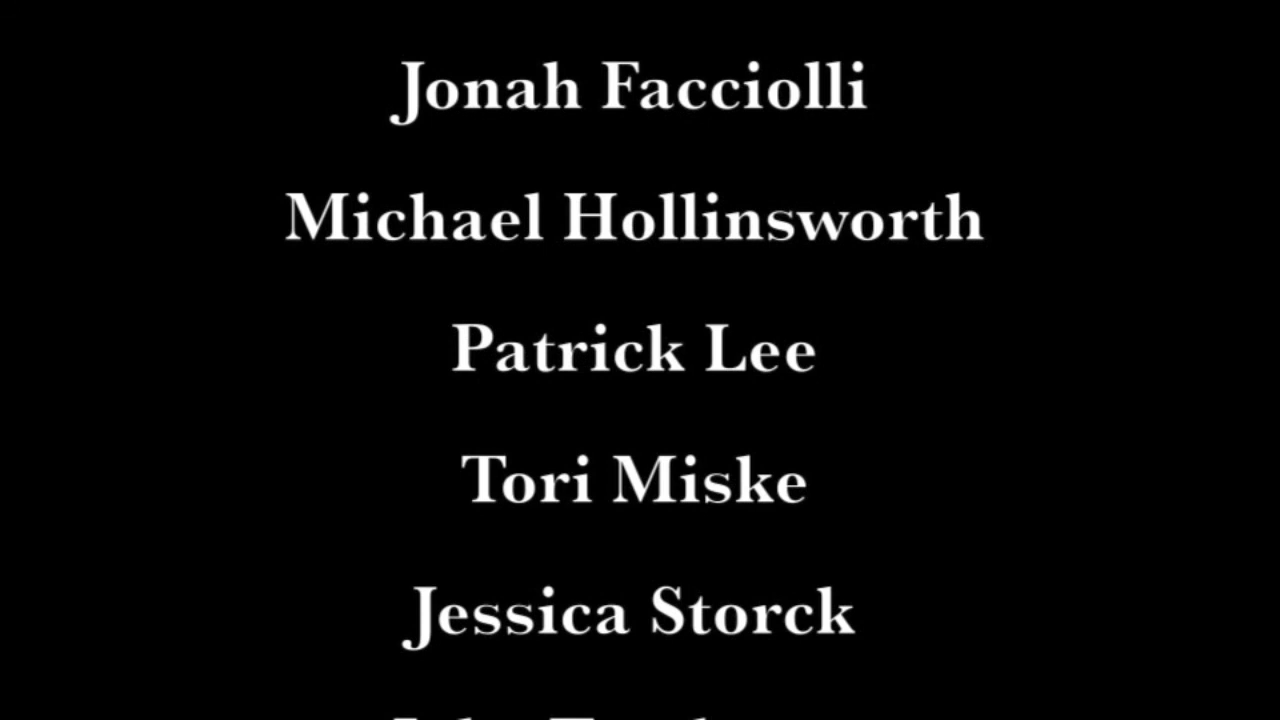 Jonah Facciolli
Michael Hollinsworth
Patrick Lee
Tori Miske
Jessica Storck